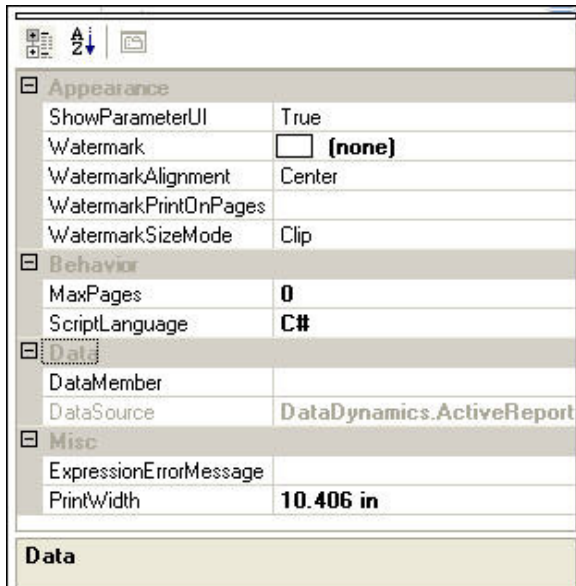 Appearance
ShowParameterUI True
Watermark (none)
WatermarkAlignment Center
WatermarkPrintOnPages
WatermarkSizeMode Clip
Behavior
MaxPages 0
ScriptLanguage C#
Data
DataMember
DataSource DataDynamics.ActiveReport
Misc
ExpressionErrorMessage
PrintWidth 10.406 in
Data